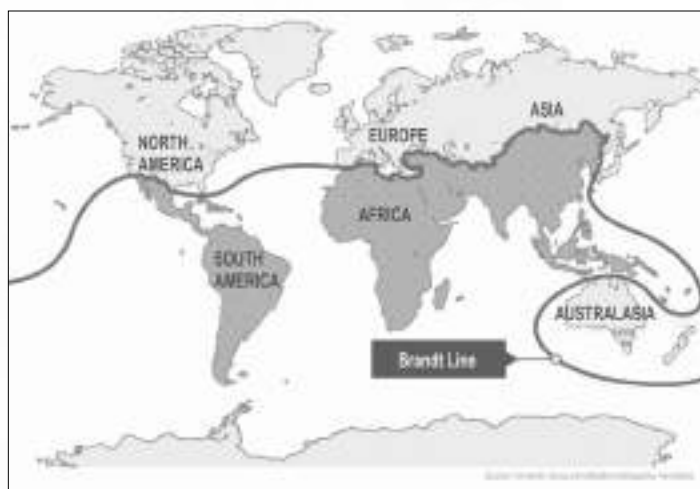 NORTH
AMERICA
EUROPE
ASIA
AFRICA
SOUTH
AMERICA
AUSTRALASIA
Brandt Line